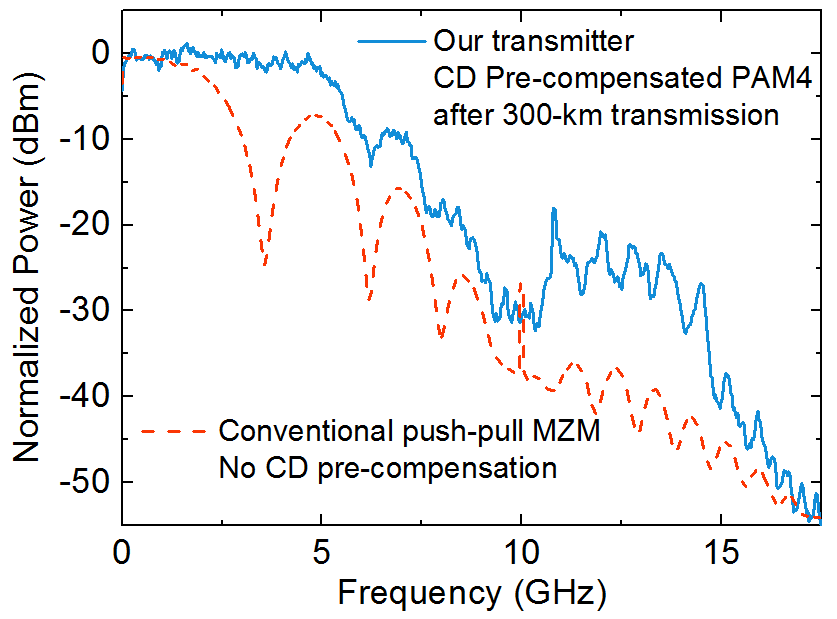 Our transmitter
CD Pre-compensated PAM4
after 300-km transmission
Normalized Power (dBm)
0
-10
-20
-30
-40
-50
Conventional push-pull MZM
No CD pre-compensation
0 5 10 15
Frequency (GHz)